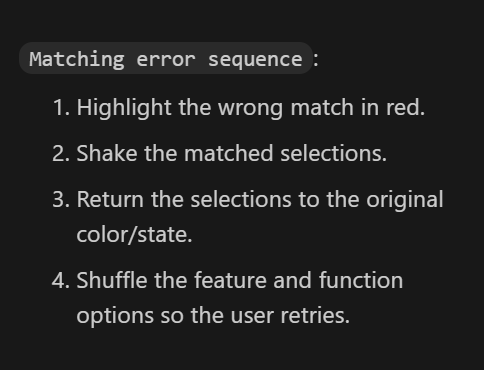 Matching error sequence:
1. Highlight the wrong match in red.
2. Shake the matched selections.
3. Return the selections to the original
color/state.
4. Shuffle the feature and function
options so the user retries.